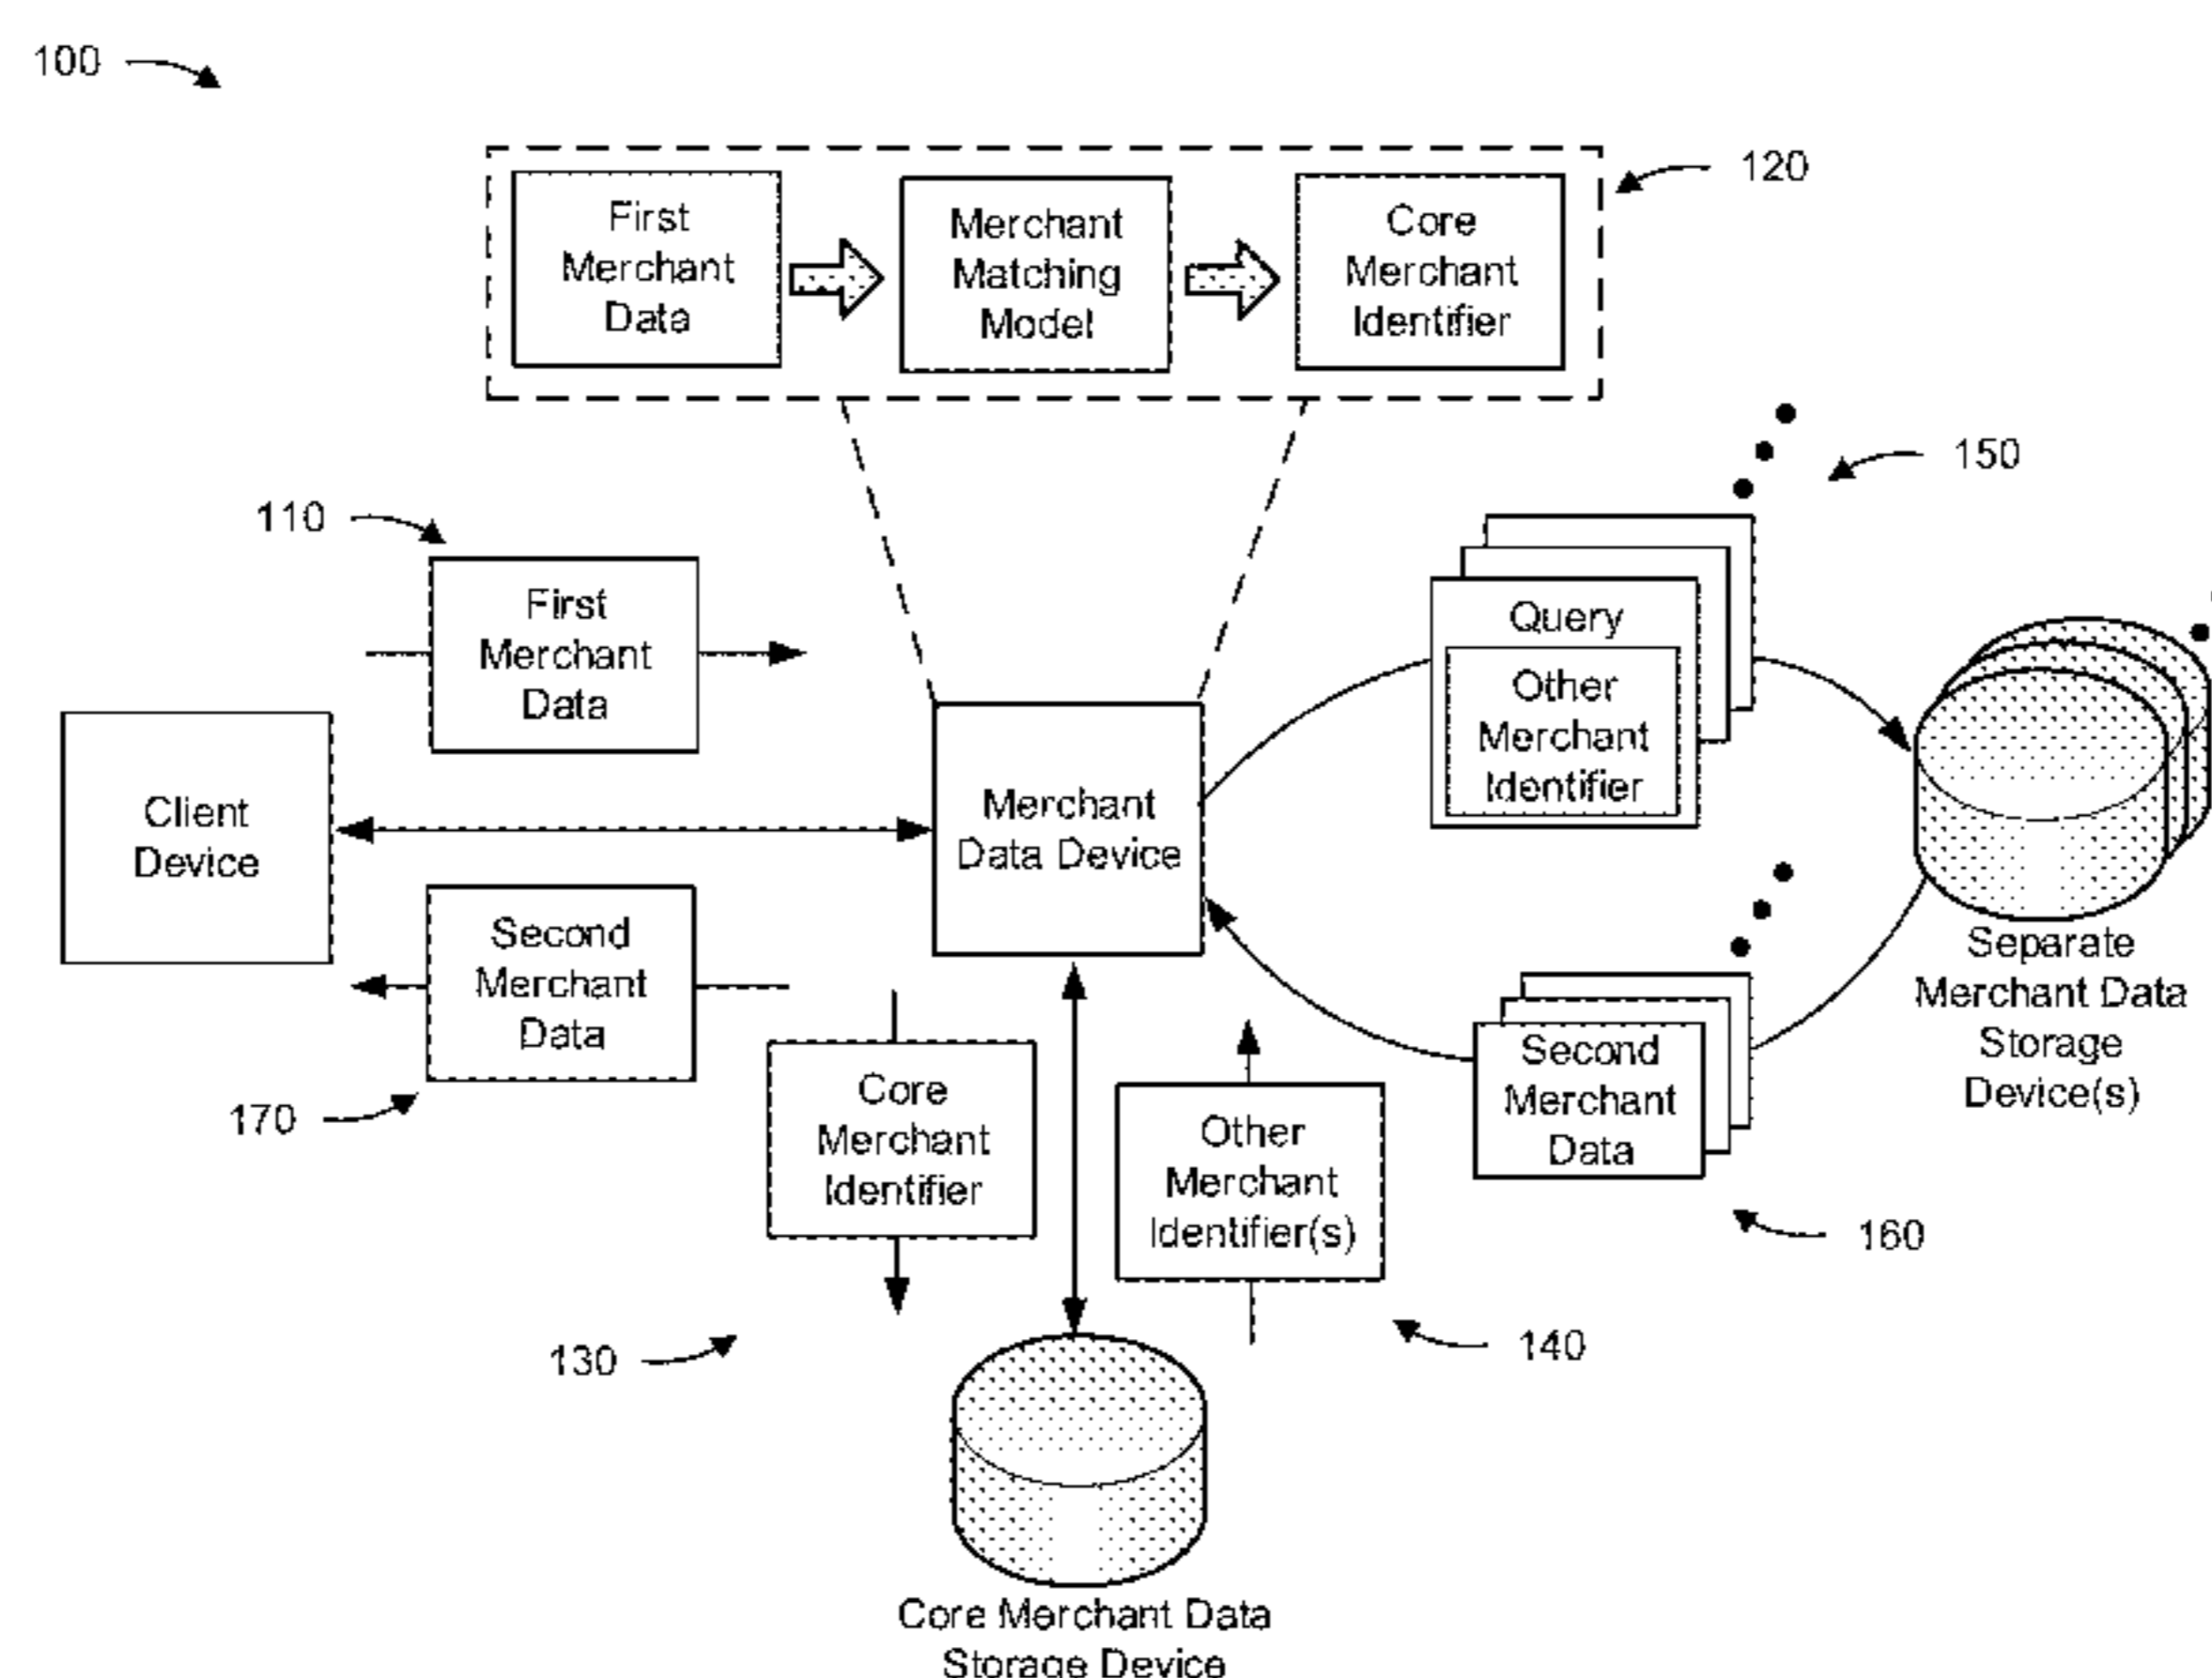 100
120
First
Merchant
Data
Merchant
Matching
Model
Core
Merchant
Identifier
150
110
First
Merchant
Data
Query
Other
Merchant
Identifier
Client
Device
Merchant
Data Device
Separate
Merchant Data
Storage
Device(s)
Second
Merchant
Data
170
Core
Merchant
Identifier
Other
Merchant
Identifier(s)
Second
Merchant
Data
160
130
140
Core Merchant Data
Storage Device